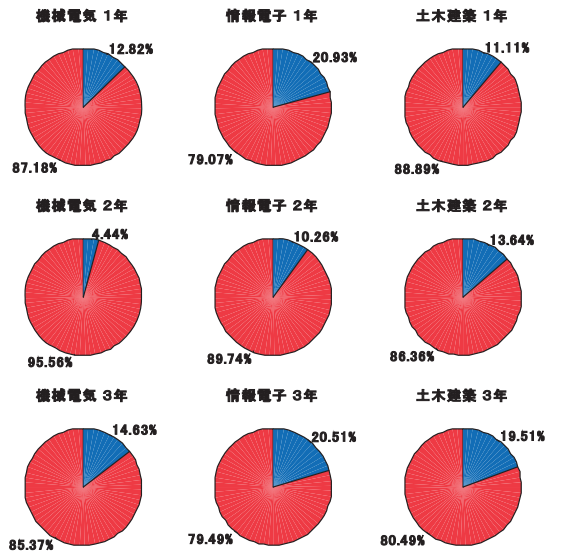 機械電気 1年
情報電子 1年
土木建築 1年
12.82%
20.93%
11.11%
87.18%
79.07%
88.89%
機械電気 2年
情報電子 2年
土木建築 2年
4.44%
10.26%
13.64%
95.56%
89.74%
86.36%
機械電気 3年
情報電子 3年
土木建築 3年
14.63%
20.51%
19.51%
85.37%
79.49%
80.49%